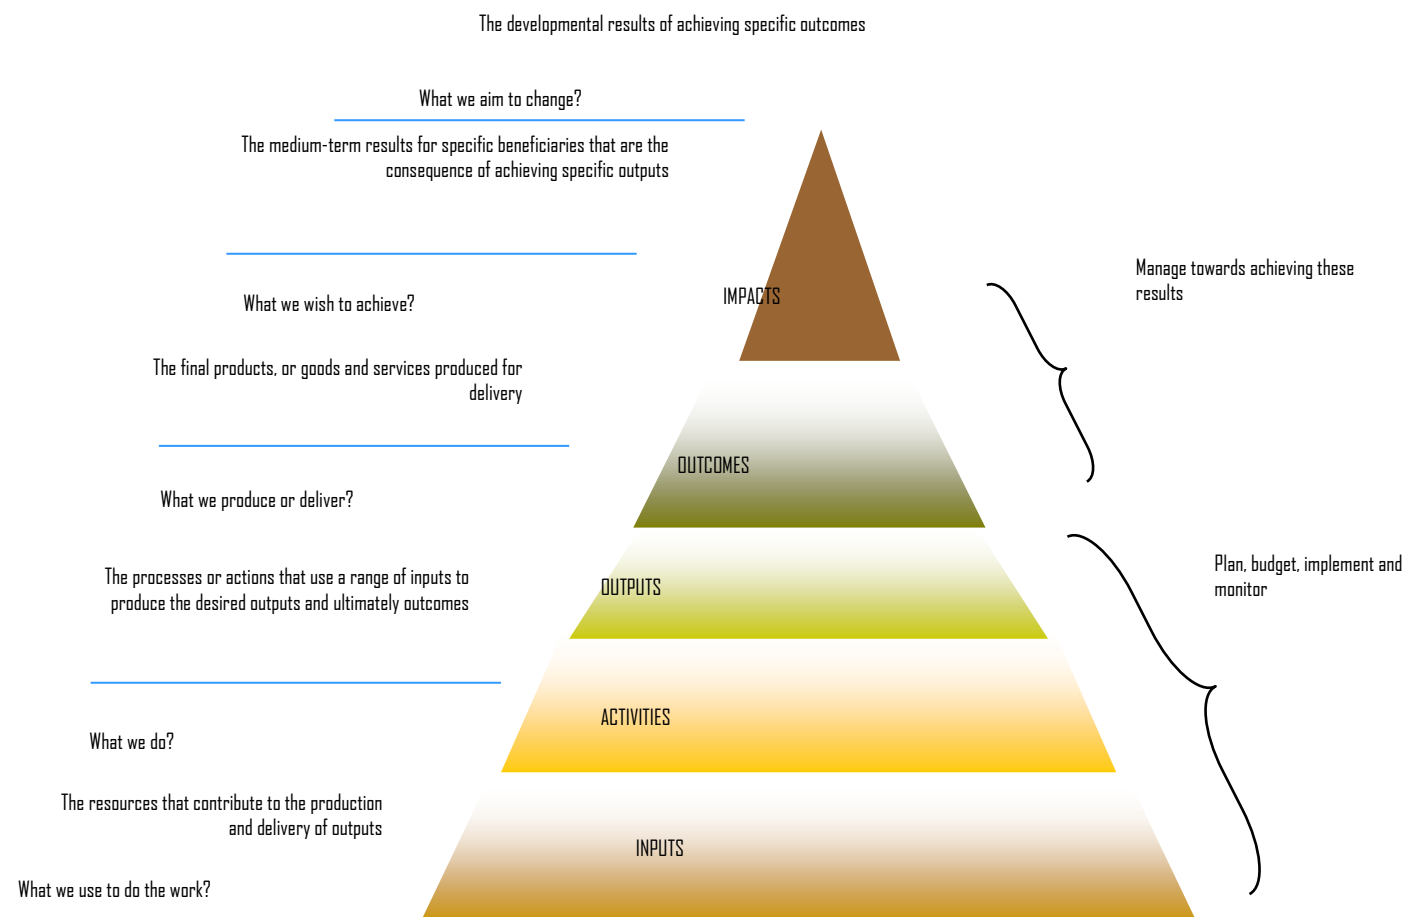 The developmental results of achieving specific outcomes
What we aim to change?
The medium-term results for specific beneficiaries that are the
consequence of achieving specific outputs
Manage towards achieving these
results
IMPACTS
What we wish to achieve?
The final products, or goods and services produced for
delivery
OUTCOMES
What we produce or deliver?
Plan, budget, implement and
monitor
OUTPUTS
The processes or actions that use a range of inputs to
produce the desired outputs and ultimately outcomes
ACTIVITIES
What we do?
The resources that contribute to the production
and delivery of outputs
INPUTS
What we use to do the work?